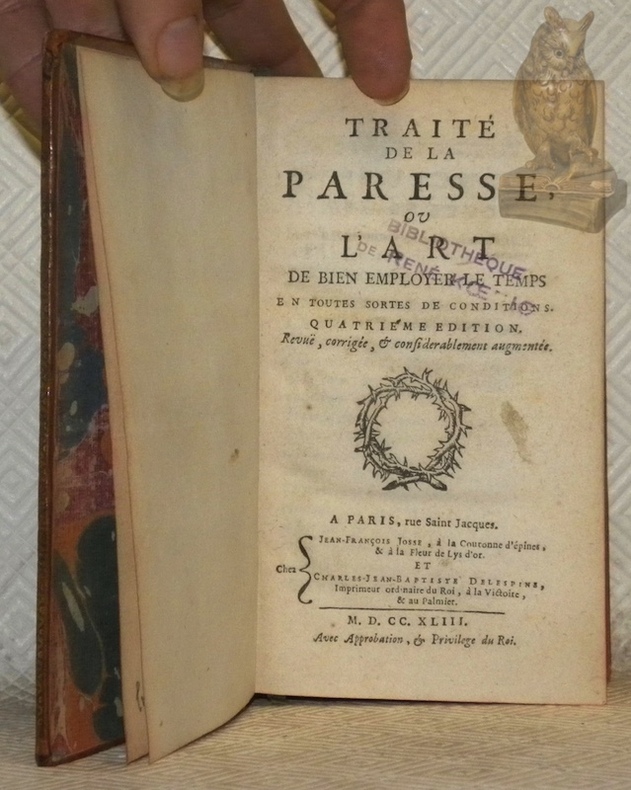 TRAITÉ
DE LA
PARESSE,
OU
L'ART
DE BIEN EMPLOYER LE TEMPS
EN TOUTES SORTES DE CONDITIONS.
QUATRIÉME EDITION,
Revuë, corrigée, & considerablement augmentée.
BIBLIOTHEQUE
DE RENÉ
A PARIS, rue Saint Jacques.
Chez
JEAN-FRANÇOIS JOSSE, à la Couronne d'épines,
& à la Fleur de Lys d'or.
ET
CHARLES-JEAN-BAPTISTE DELESPINE,
Imprimeur ordinaire du Roi, à la Victoire,
& au Palmier.
M. D. CC. XLIII.
Avec Approbation, & Privilege du Roi.